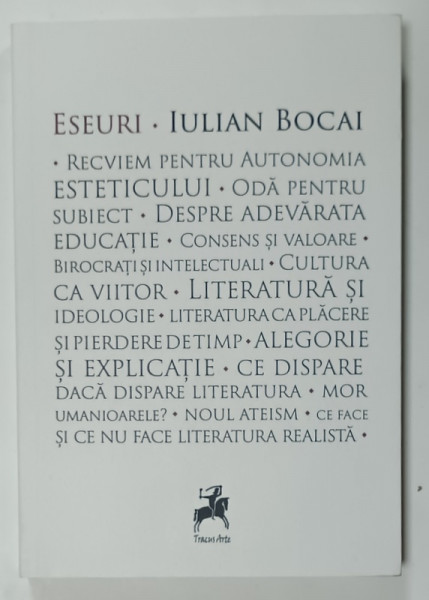 ESEURI • IULIAN BOCAI
• RECVIEM PENTRU AUTONOMIA
ESTETICULUI • ODĂ PENTRU
SUBIECT • DESPRE ADEVĂRATA
EDUCAȚIE • CONSENS ȘI VALOARE •
BIROCRAȚI ȘI INTELECTUALI • CULTURA
CA VIITOR • LITERATURĂ ȘI
IDEOLOGIE • LITERATURA CA PLĂCERE
ȘI PIERDERE DE TIMP • ALEGORIE
ȘI EXPLICAȚIE • CE DISPARE
DACĂ DISPARE LITERATURA • MOR
UMANIOARELE? • NOUL ATEISM • CE FACE
ȘI CE NU FACE LITERATURA REALISTĂ •
Tracus Arte